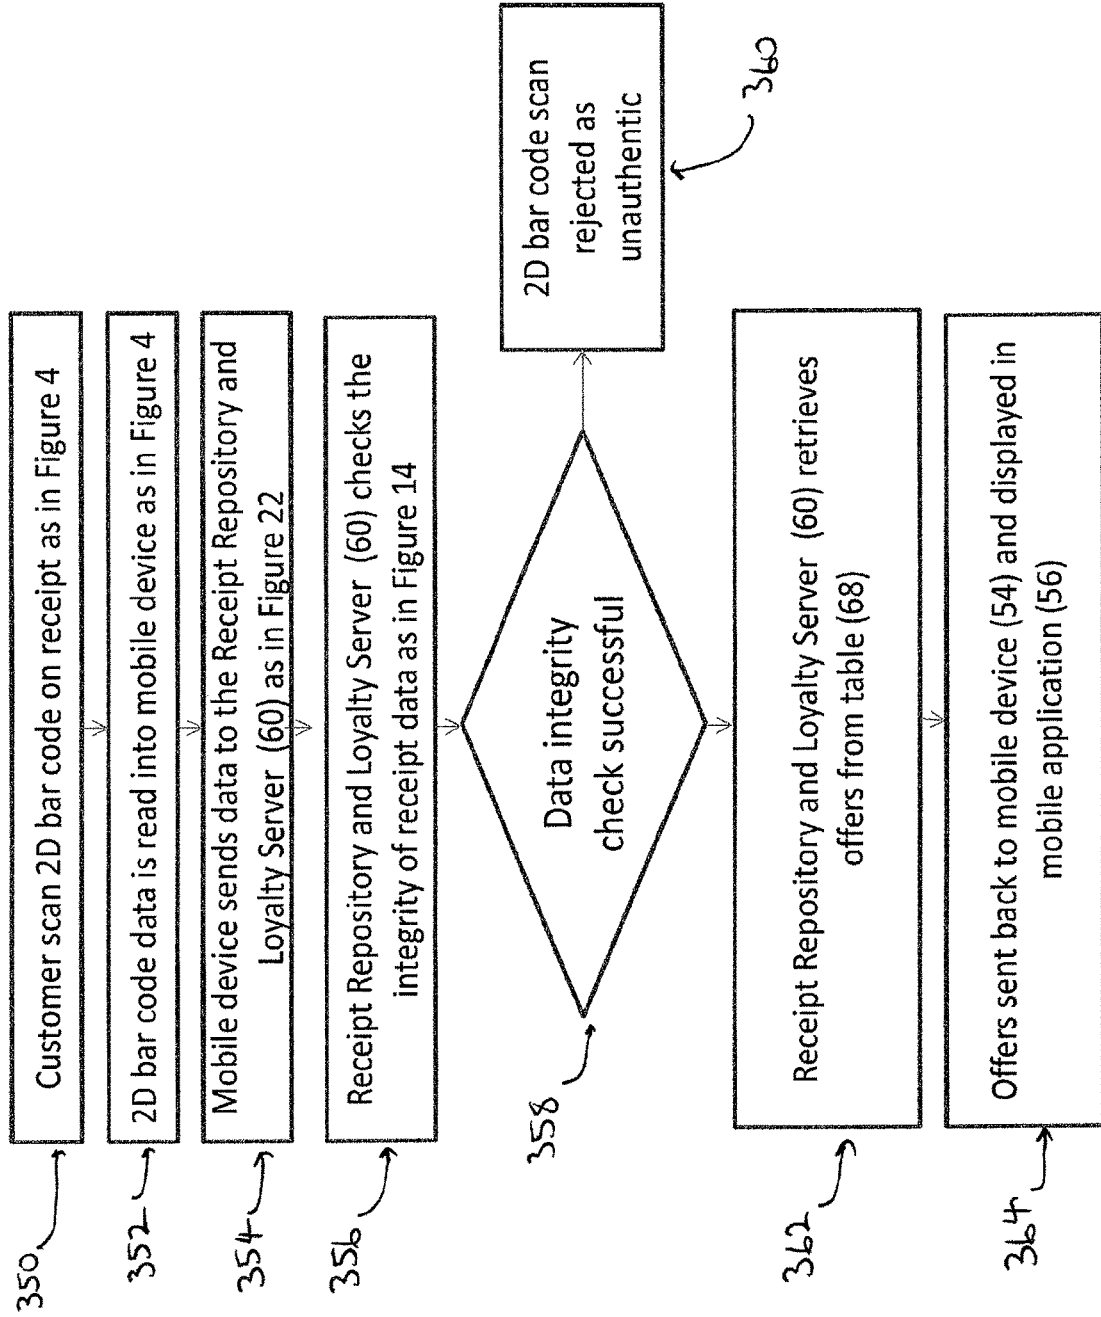 350
Customer scan 2D bar code on receipt as in Figure 4
352
2D bar code data is read into mobile device as in Figure 4
354
Mobile device sends data to the Receipt Repository and
Loyalty Server (60) as in Figure 22
356
Receipt Repository and Loyalty Server (60) checks the
integrity of receipt data as in Figure 14
358
Data integrity
check successful
2D bar code scan
rejected as
unauthentic
360
362
Receipt Repository and Loyalty Server (60) retrieves
offers from table (68)
364
Offers sent back to mobile device (54) and displayed in
mobile application (56)